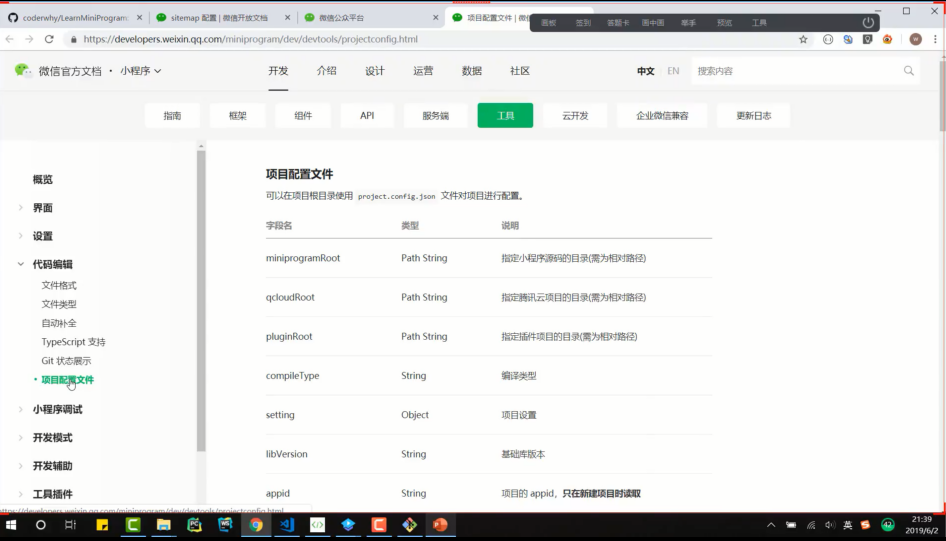 coderwhy/LearnMiniProgram
sitemap 配置 | 微信开放文档
微信公众平台
项目配置文件 | 微信
画板 签到 答题卡 画中画 举手 预览 工具
https://developers.weixin.qq.com/miniprogram/dev/devtools/projectconfig.html
微信官方文档 · 小程序
开发 介绍 设计 运营 数据 社区
中文 EN 搜索内容
指南 框架 组件 API 服务端 工具 云开发 企业微信兼容 更新日志
概览
界面
设置
代码编辑
文件格式
文件类型
自动补全
TypeScript 支持
Git 状态展示
项目配置文件
小程序调试
开发模式
开发辅助
工具插件
项目配置文件
可以在项目根目录使用 project.config.json 文件对项目进行配置。
字段名 类型 说明
miniprogramRoot Path String 指定小程序源码的目录(需为相对路径)
qcloudRoot Path String 指定腾讯云项目的目录(需为相对路径)
pluginRoot Path String 指定插件项目的目录(需为相对路径)
compileType String 编译类型
setting Object 项目设置
libVersion String 基础库版本
appid String 项目的 appid，只在新建项目时读取
https://developers.weixin.qq.com/miniprogram/dev/devtools/projectconfig.html
英
42
21:39
2019/6/2